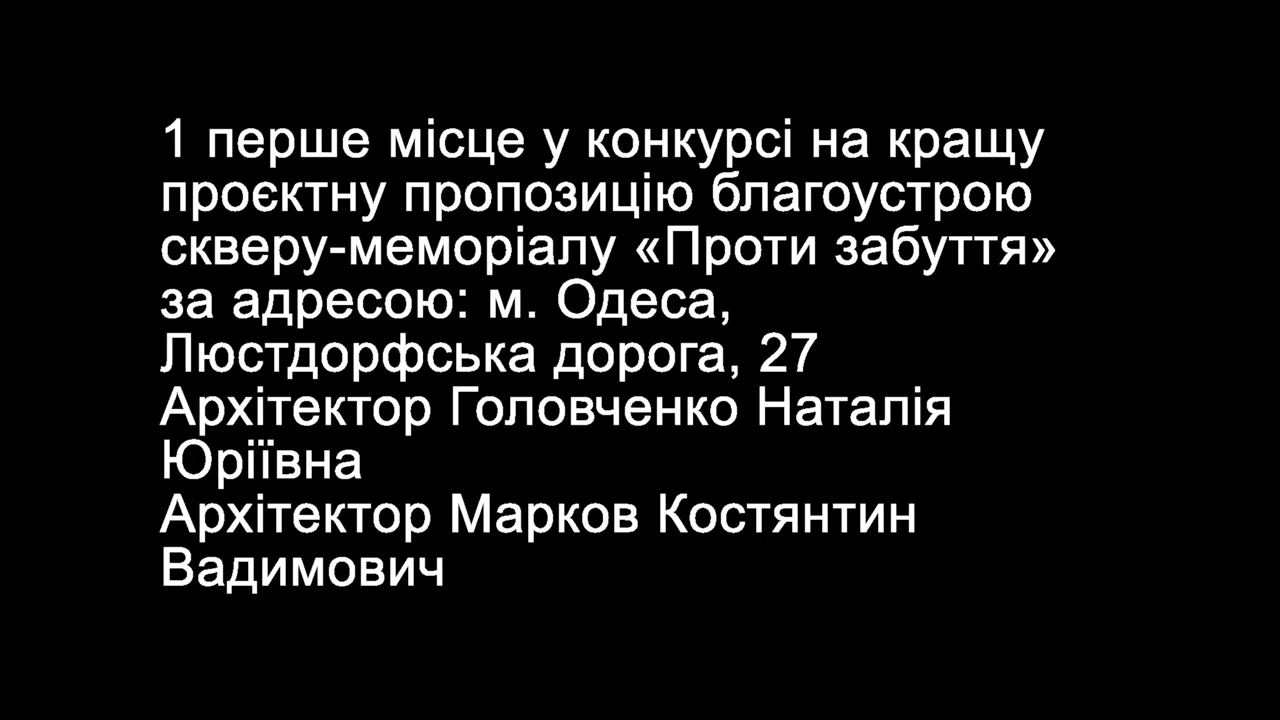 1 перше місце у конкурсі на кращу
проєктну пропозицію благоустрою
скверу-меморіалу «Проти забуття»
за адресою: м. Одеса,
Люстдорфська дорога, 27
Архітектор Головченко Наталія
Юріївна
Архітектор Марков Костянтин
Вадимович